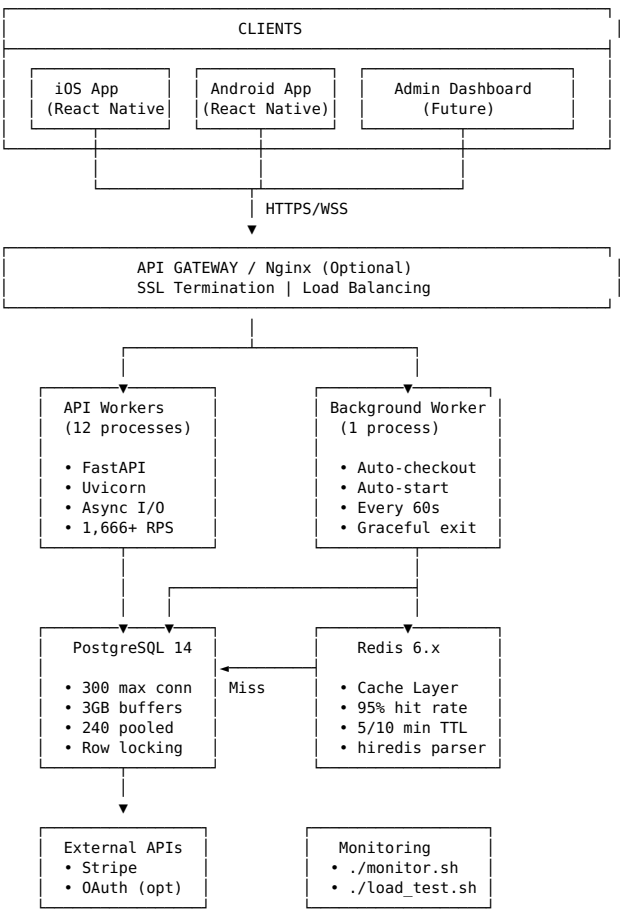 CLIENTS
iOS App
(React Native
Android App
(React Native)
Admin Dashboard
(Future)
HTTPS/WSS
API GATEWAY / Nginx (Optional)
SSL Termination | Load Balancing
API Workers
(12 processes)
• FastAPI
• Uvicorn
• Async I/O
• 1,666+ RPS
Background Worker
(1 process)
• Auto-checkout
• Auto-start
• Every 60s
• Graceful exit
PostgreSQL 14
• 300 max conn
• 3GB buffers
• 240 pooled
• Row locking
Miss
Redis 6.x
• Cache Layer
• 95% hit rate
• 5/10 min TTL
• hiredis parser
External APIs
• Stripe
• OAuth (opt)
Monitoring
• ./monitor.sh
• ./load_test.sh